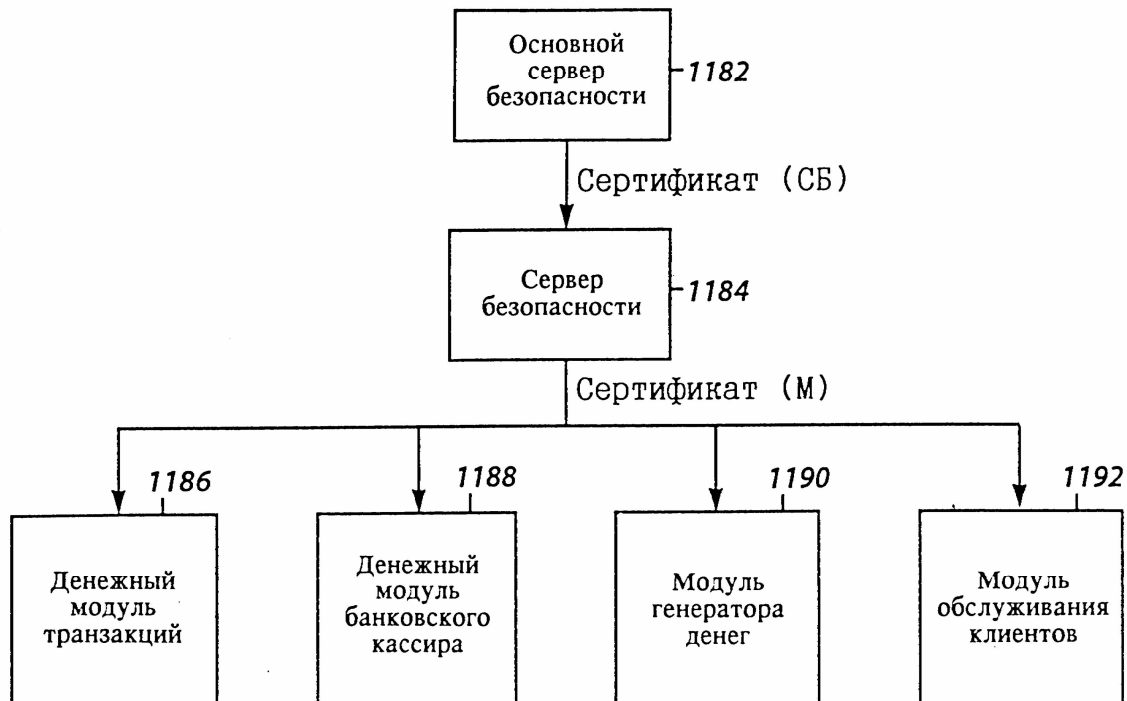 Основной
сервер
безопасности
1182
Сертификат (СБ)
Сервер
безопасности
1184
Сертификат (М)
1186
1188
1190
1192
Денежный
модуль
транзакций
Денежный
модуль
банковского
кассира
Модуль
генератора
денег
Модуль
обслуживания
клиентов